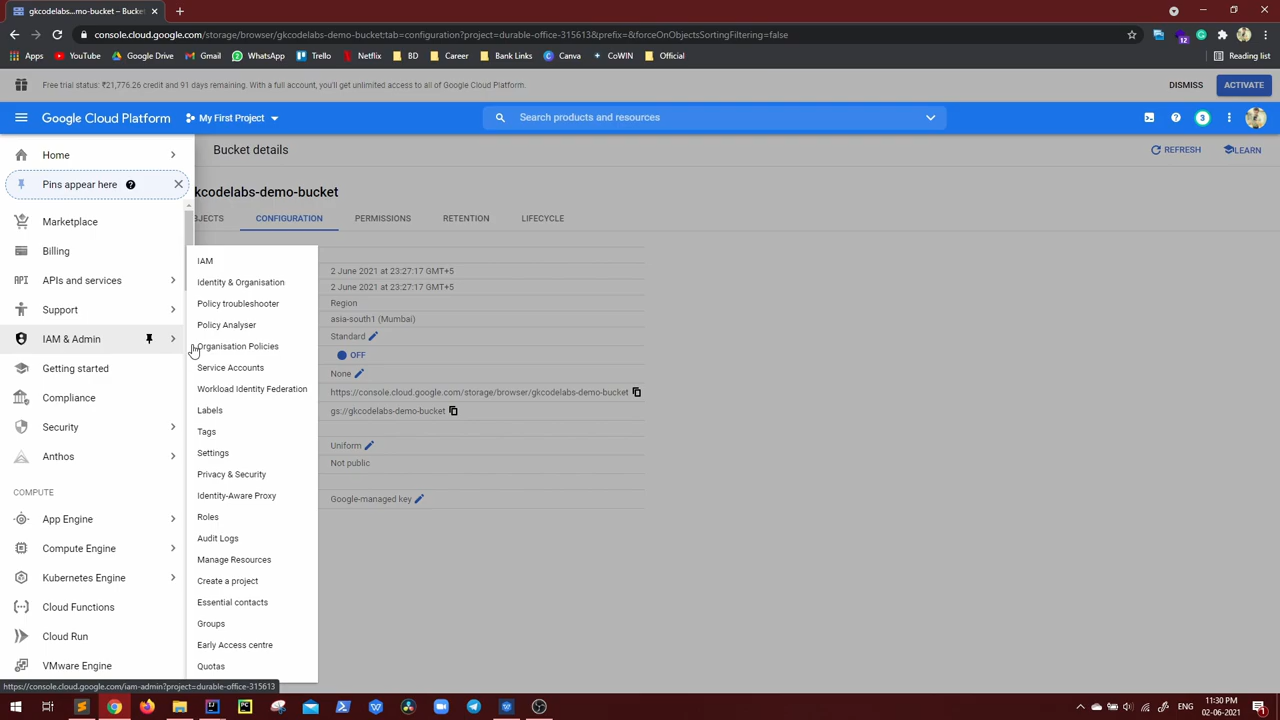 gkcodelabs...mo-bucket – Bucket
console.cloud.google.com/storage/browser/gkcodelabs-demo-bucket;tab=configuration?project=durable-office-315613&prefix=&forceOnObjectsSortingFiltering=false
Apps YouTube Gmail WhatsApp Trello Netflix BD Career Bank Links Canva CoWIN Official Reading list
Free trial status: ₹21,776.26 credit and 91 days remaining. With a full account, you'll get unlimited access to all of Google Cloud Platform. DISMISS ACTIVATE
Google Cloud Platform My First Project Search products and resources 3
Bucket details REFRESH LEARN
Home
Pins appear here
Marketplace
Billing
API APIs and services
Support
IAM & Admin
Getting started
Compliance
Security
Anthos
COMPUTE
App Engine
Compute Engine
Kubernetes Engine
Cloud Functions
Cloud Run
VMware Engine
IAM
Identity & Organisation
Policy troubleshooter
Policy Analyser
Organisation Policies
Service Accounts
Workload Identity Federation
Labels
Tags
Settings
Privacy & Security
Identity-Aware Proxy
Roles
Audit Logs
Manage Resources
Create a project
Essential contacts
Groups
Early Access centre
Quotas
kcodelabs-demo-bucket
BJECTS CONFIGURATION PERMISSIONS RETENTION LIFECYCLE
2 June 2021 at 23:27:17 GMT+5
2 June 2021 at 23:27:17 GMT+5
Region
asia-south1 (Mumbai)
Standard
OFF
None
https://console.cloud.google.com/storage/browser/gkcodelabs-demo-bucket
gs://gkcodelabs-demo-bucket
Uniform
Not public
Google-managed key
https://console.cloud.google.com/iam-admin?project=durable-office-315613
ENG 11:30 PM
02-06-2021